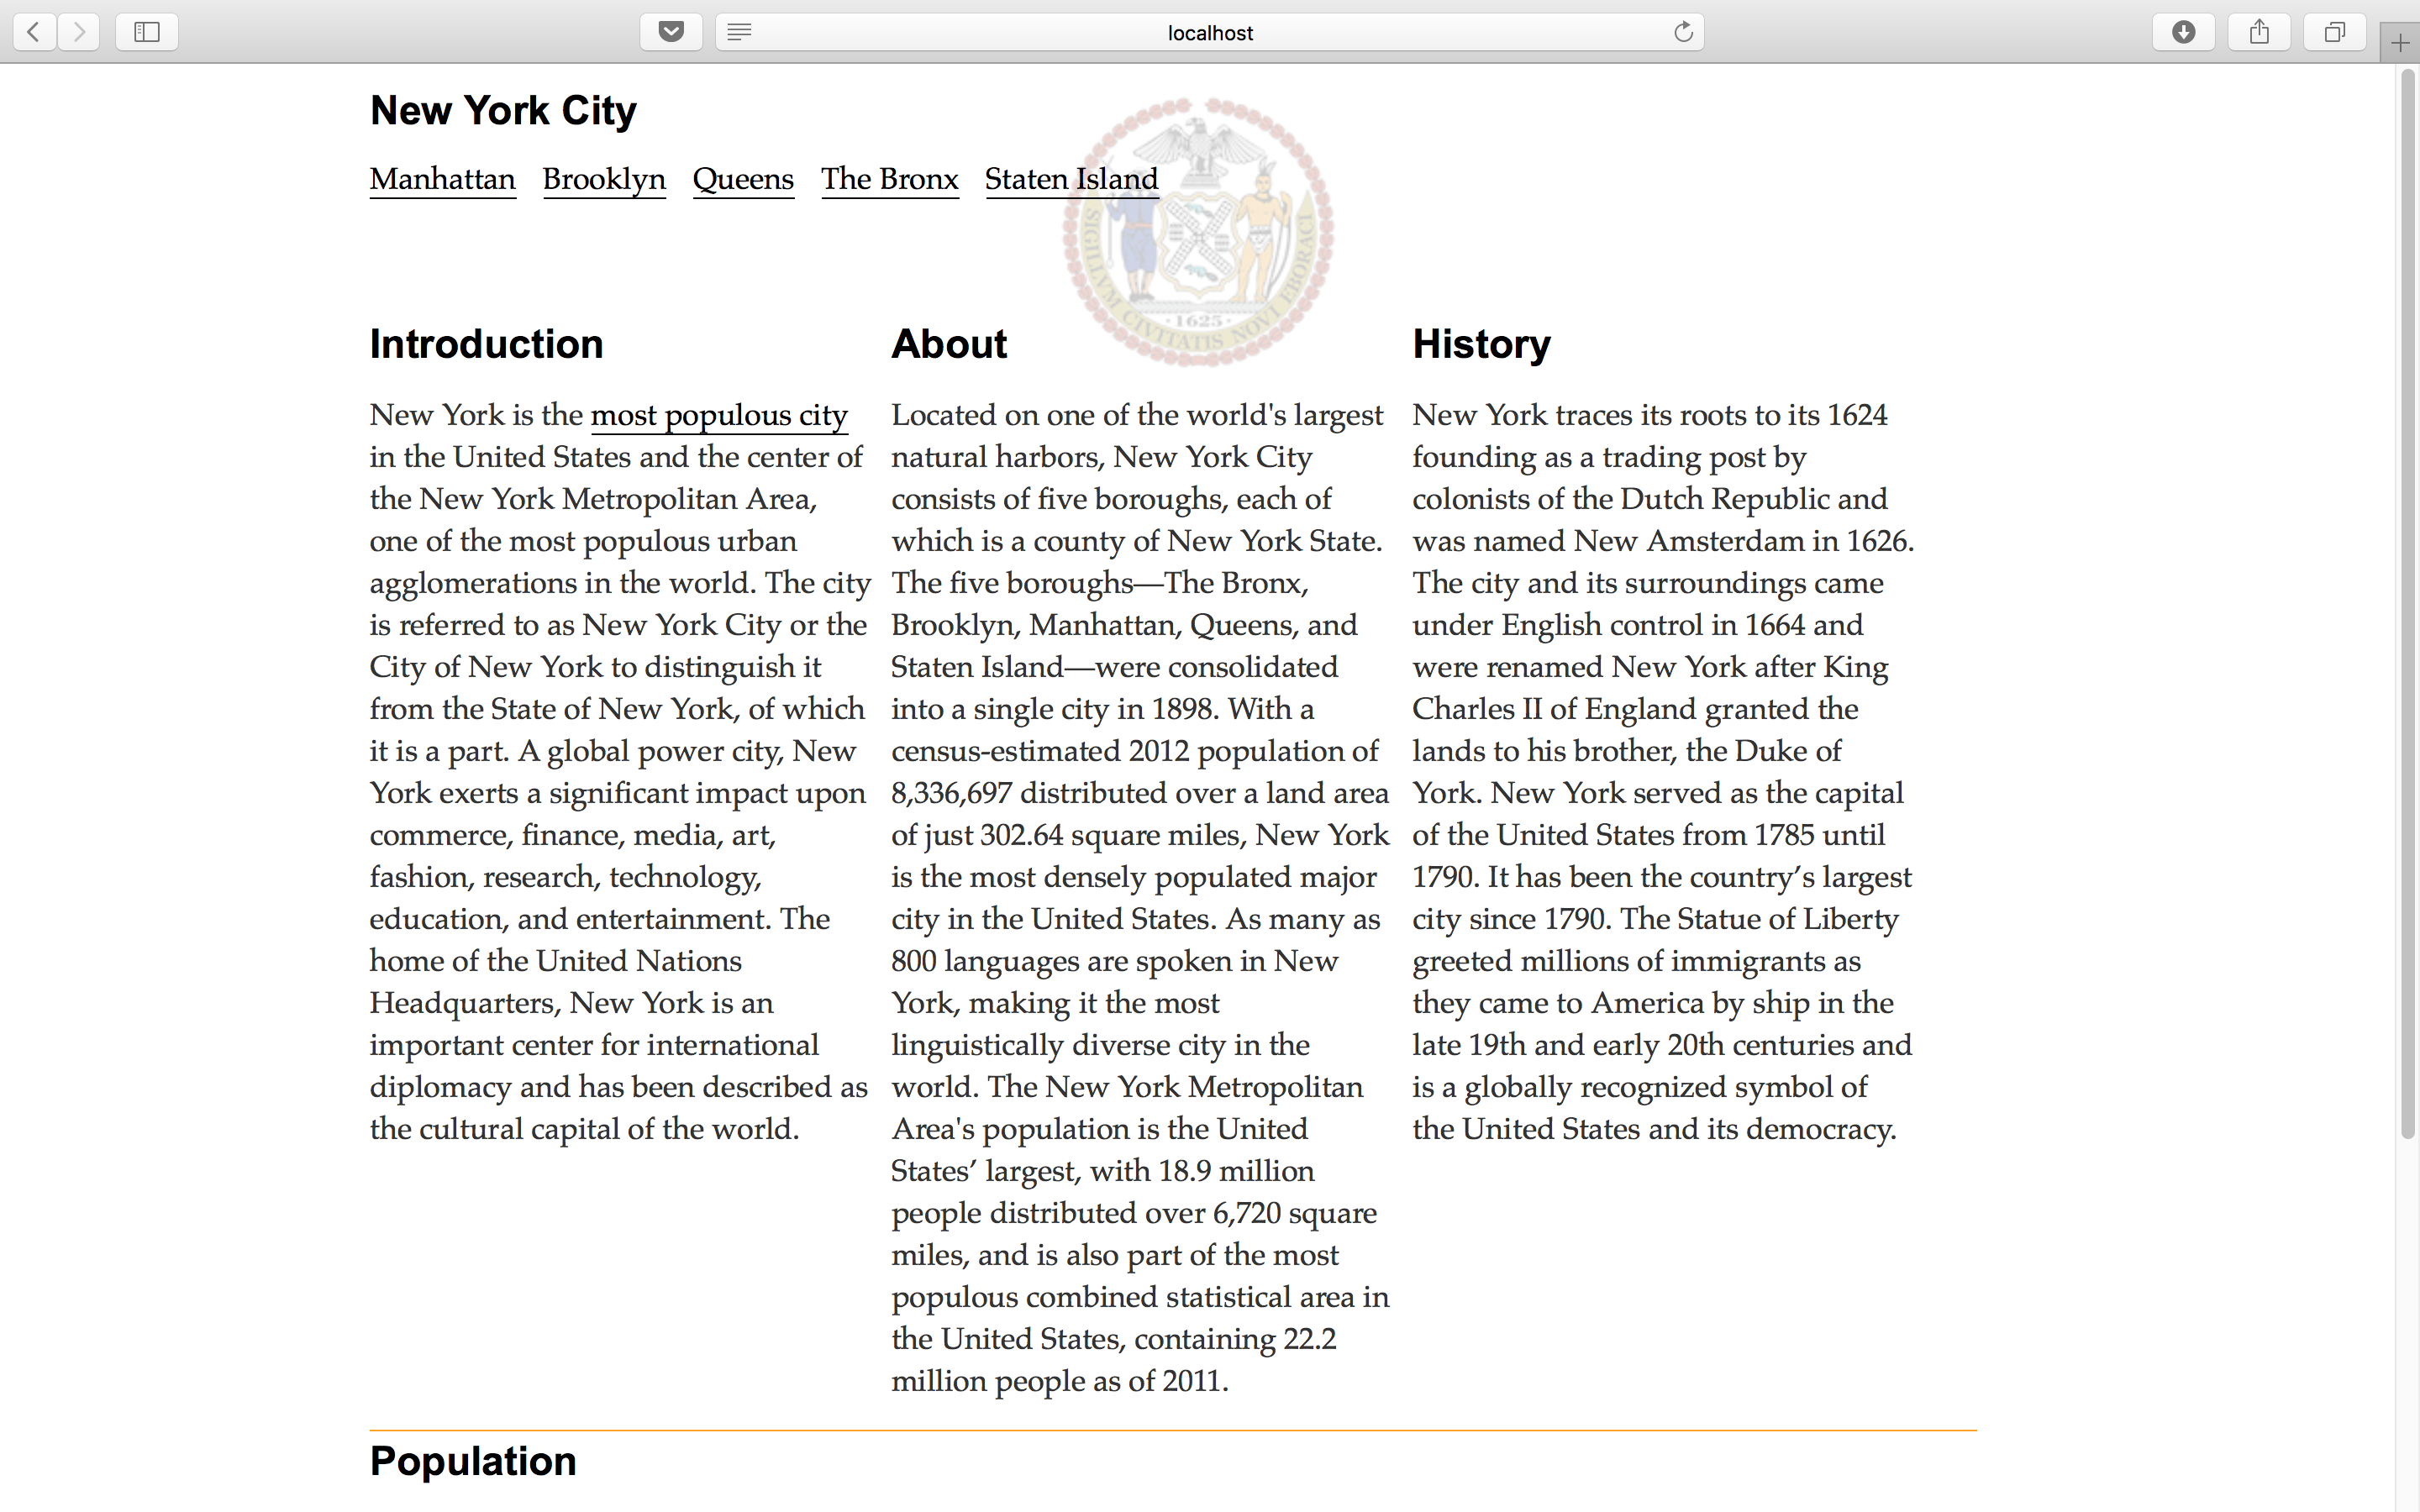 localhost
New York City
Manhattan Brooklyn Queens The Bronx Staten Island
SIGILLVM CIVITATIS NOVI EBORACI
·1625·
Introduction
New York is the most populous city
in the United States and the center of
the New York Metropolitan Area,
one of the most populous urban
agglomerations in the world. The city
is referred to as New York City or the
City of New York to distinguish it
from the State of New York, of which
it is a part. A global power city, New
York exerts a significant impact upon
commerce, finance, media, art,
fashion, research, technology,
education, and entertainment. The
home of the United Nations
Headquarters, New York is an
important center for international
diplomacy and has been described as
the cultural capital of the world.
About
Located on one of the world's largest
natural harbors, New York City
consists of five boroughs, each of
which is a county of New York State.
The five boroughs—The Bronx,
Brooklyn, Manhattan, Queens, and
Staten Island—were consolidated
into a single city in 1898. With a
census-estimated 2012 population of
8,336,697 distributed over a land area
of just 302.64 square miles, New York
is the most densely populated major
city in the United States. As many as
800 languages are spoken in New
York, making it the most
linguistically diverse city in the
world. The New York Metropolitan
Area's population is the United
States’ largest, with 18.9 million
people distributed over 6,720 square
miles, and is also part of the most
populous combined statistical area in
the United States, containing 22.2
million people as of 2011.
History
New York traces its roots to its 1624
founding as a trading post by
colonists of the Dutch Republic and
was named New Amsterdam in 1626.
The city and its surroundings came
under English control in 1664 and
were renamed New York after King
Charles II of England granted the
lands to his brother, the Duke of
York. New York served as the capital
of the United States from 1785 until
1790. It has been the country’s largest
city since 1790. The Statue of Liberty
greeted millions of immigrants as
they came to America by ship in the
late 19th and early 20th centuries and
is a globally recognized symbol of
the United States and its democracy.
Population